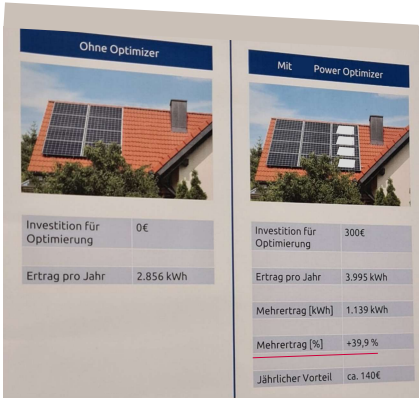 Ohne Optimizer
Investition für Optimierung 0€
Ertrag pro Jahr 2.856 kWh
Mit Power Optimizer
Investition für Optimierung 300€
Ertrag pro Jahr 3.995 kWh
Mehrertrag [kWh] 1.139 kWh
Mehrertrag [%] +39,9 %
Jährlicher Vorteil ca. 140€